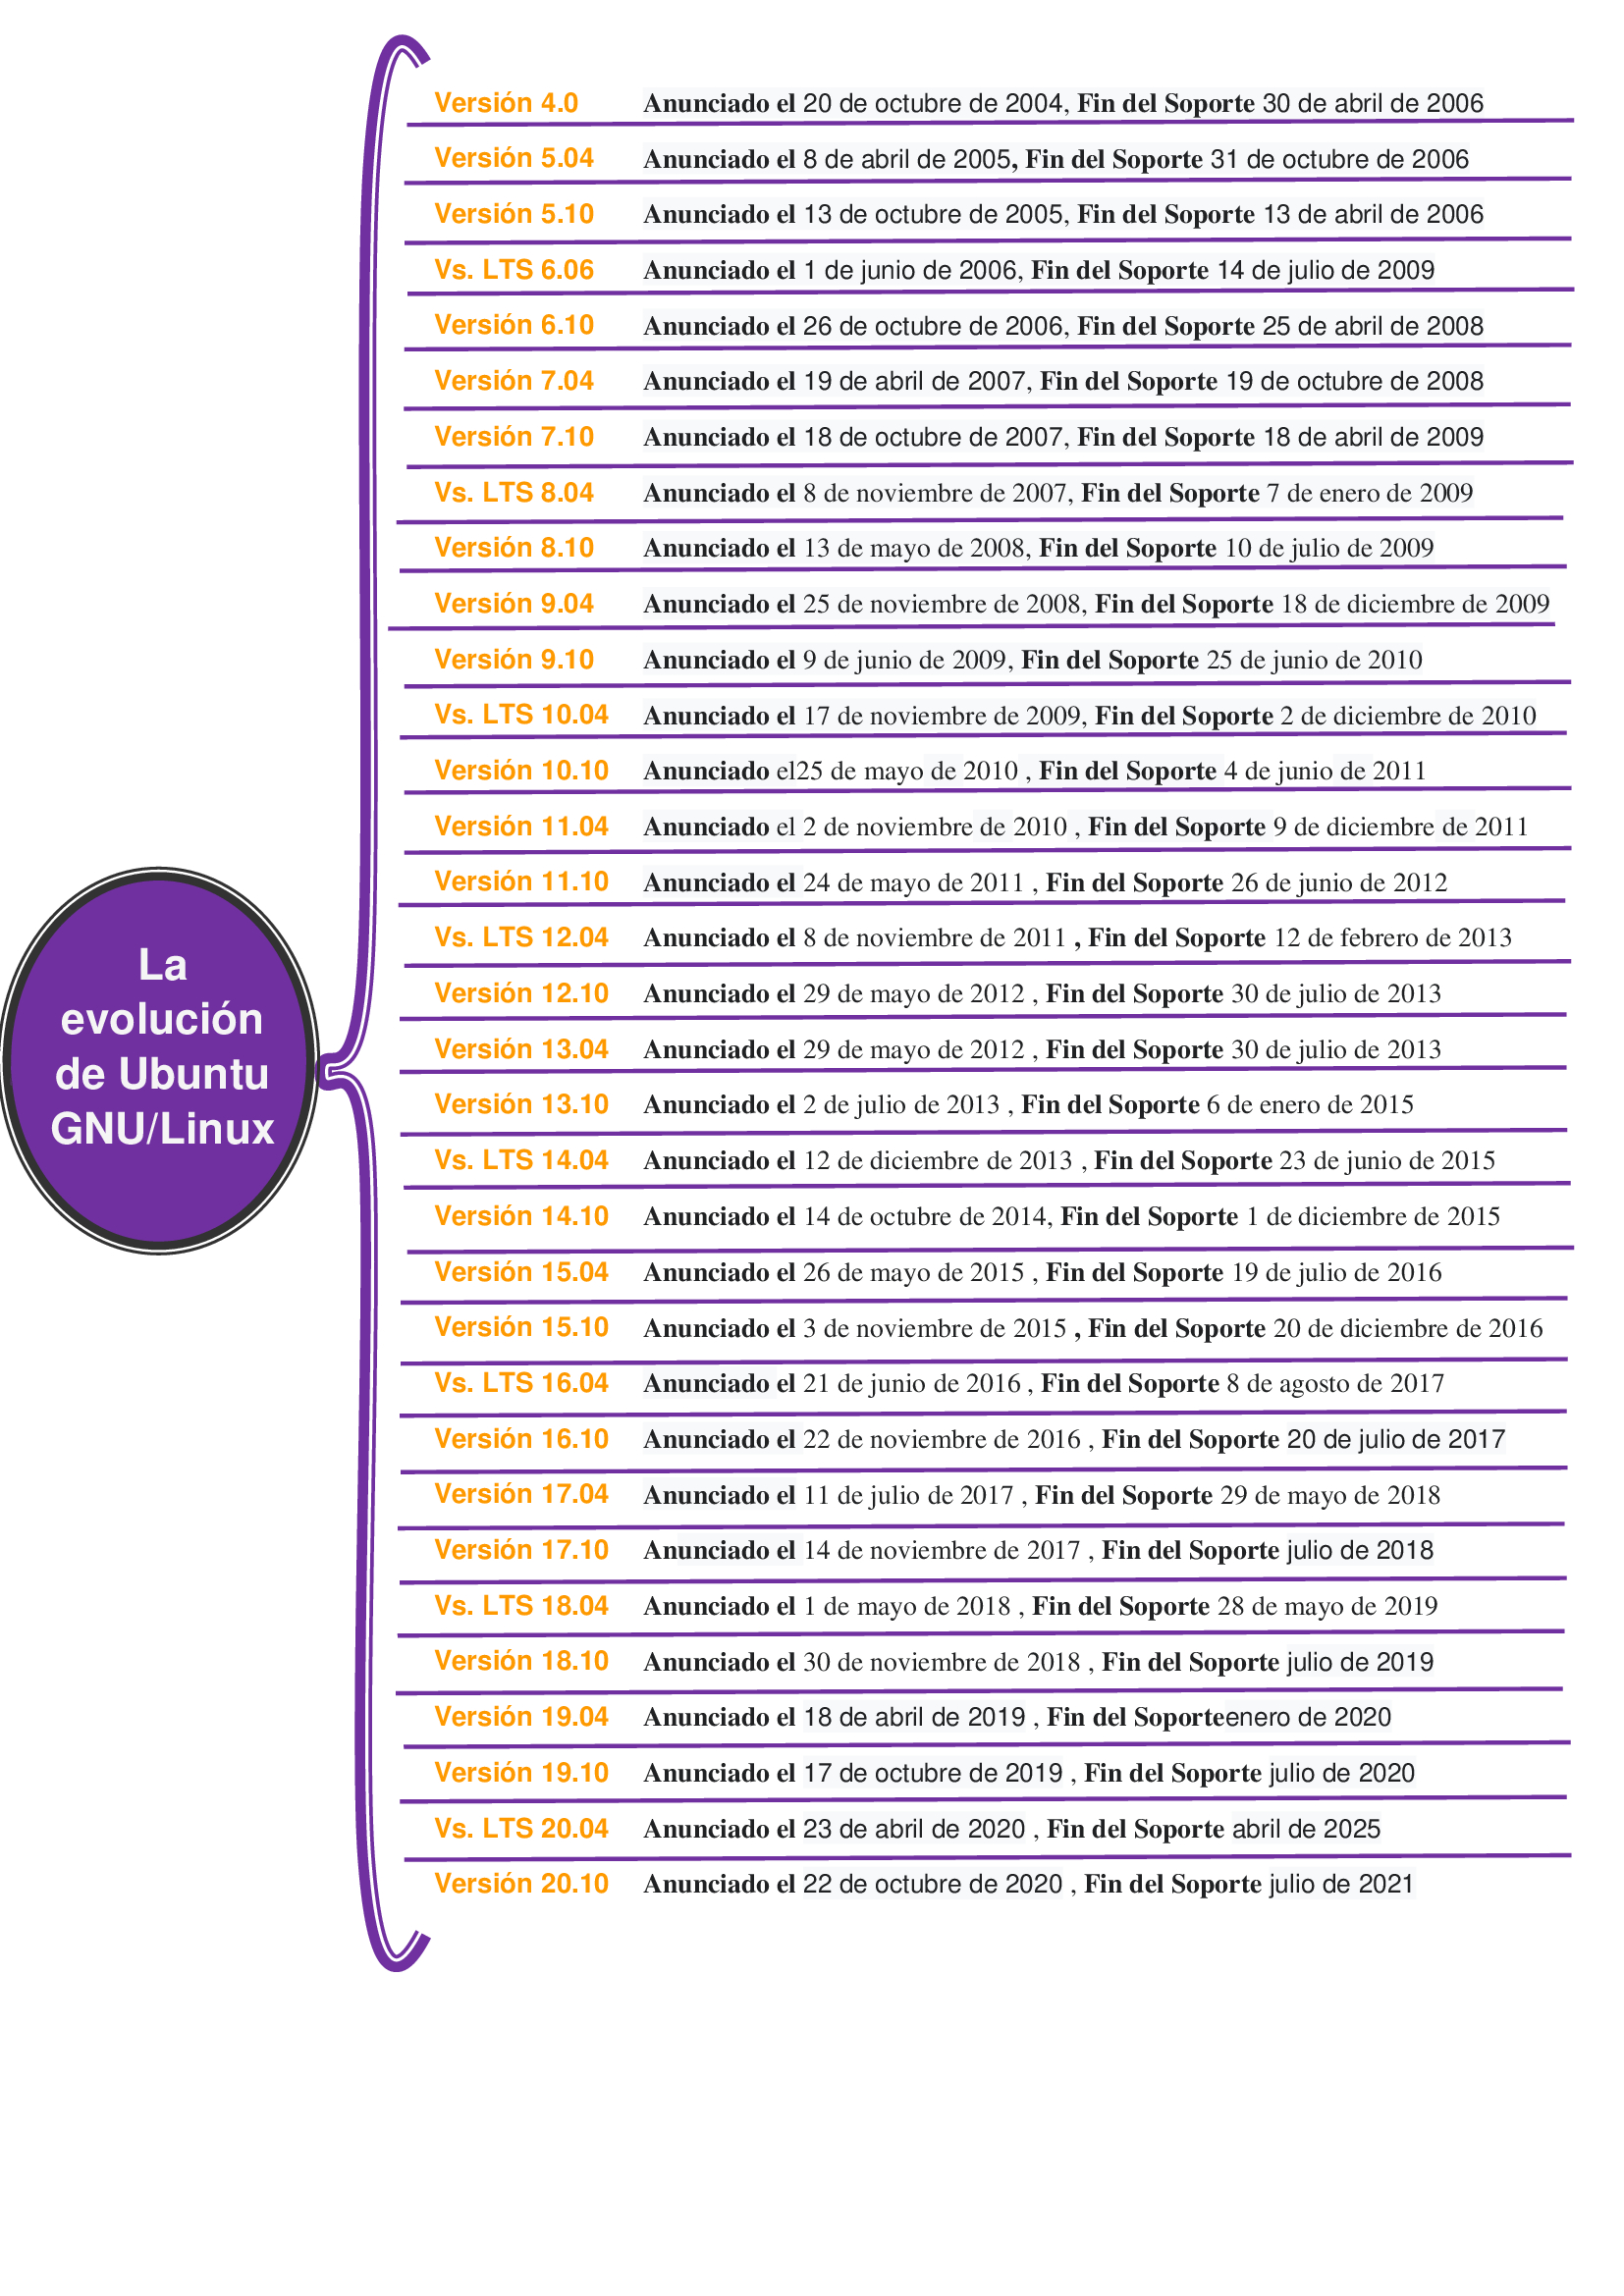 Versión 4.0 Anunciado el 20 de octubre de 2004, Fin del Soporte 30 de abril de 2006
Versión 5.04 Anunciado el 8 de abril de 2005, Fin del Soporte 31 de octubre de 2006
Versión 5.10 Anunciado el 13 de octubre de 2005, Fin del Soporte 13 de abril de 2006
Vs. LTS 6.06 Anunciado el 1 de junio de 2006, Fin del Soporte 14 de julio de 2009
Versión 6.10 Anunciado el 26 de octubre de 2006, Fin del Soporte 25 de abril de 2008
Versión 7.04 Anunciado el 19 de abril de 2007, Fin del Soporte 19 de octubre de 2008
Versión 7.10 Anunciado el 18 de octubre de 2007, Fin del Soporte 18 de abril de 2009
Vs. LTS 8.04 Anunciado el 8 de noviembre de 2007, Fin del Soporte 7 de enero de 2009
Versión 8.10 Anunciado el 13 de mayo de 2008, Fin del Soporte 10 de julio de 2009
Versión 9.04 Anunciado el 25 de noviembre de 2008, Fin del Soporte 18 de diciembre de 2009
Versión 9.10 Anunciado el 9 de junio de 2009, Fin del Soporte 25 de junio de 2010
Vs. LTS 10.04 Anunciado el 17 de noviembre de 2009, Fin del Soporte 2 de diciembre de 2010
Versión 10.10 Anunciado el25 de mayo de 2010 , Fin del Soporte 4 de junio de 2011
Versión 11.04 Anunciado el 2 de noviembre de 2010 , Fin del Soporte 9 de diciembre de 2011
Versión 11.10 Anunciado el 24 de mayo de 2011 , Fin del Soporte 26 de junio de 2012
Vs. LTS 12.04 Anunciado el 8 de noviembre de 2011 , Fin del Soporte 12 de febrero de 2013
Versión 12.10 Anunciado el 29 de mayo de 2012 , Fin del Soporte 30 de julio de 2013
Versión 13.04 Anunciado el 29 de mayo de 2012 , Fin del Soporte 30 de julio de 2013
Versión 13.10 Anunciado el 2 de julio de 2013 , Fin del Soporte 6 de enero de 2015
Vs. LTS 14.04 Anunciado el 12 de diciembre de 2013 , Fin del Soporte 23 de junio de 2015
Versión 14.10 Anunciado el 14 de octubre de 2014, Fin del Soporte 1 de diciembre de 2015
Versión 15.04 Anunciado el 26 de mayo de 2015 , Fin del Soporte 19 de julio de 2016
Versión 15.10 Anunciado el 3 de noviembre de 2015 , Fin del Soporte 20 de diciembre de 2016
Vs. LTS 16.04 Anunciado el 21 de junio de 2016 , Fin del Soporte 8 de agosto de 2017
Versión 16.10 Anunciado el 22 de noviembre de 2016 , Fin del Soporte 20 de julio de 2017
Versión 17.04 Anunciado el 11 de julio de 2017 , Fin del Soporte 29 de mayo de 2018
Versión 17.10 Anunciado el 14 de noviembre de 2017 , Fin del Soporte julio de 2018
Vs. LTS 18.04 Anunciado el 1 de mayo de 2018 , Fin del Soporte 28 de mayo de 2019
Versión 18.10 Anunciado el 30 de noviembre de 2018 , Fin del Soporte julio de 2019
Versión 19.04 Anunciado el 18 de abril de 2019 , Fin del Soporteenero de 2020
Versión 19.10 Anunciado el 17 de octubre de 2019 , Fin del Soporte julio de 2020
Vs. LTS 20.04 Anunciado el 23 de abril de 2020 , Fin del Soporte abril de 2025
Versión 20.10 Anunciado el 22 de octubre de 2020 , Fin del Soporte julio de 2021
La
evolución
de Ubuntu
GNU/Linux